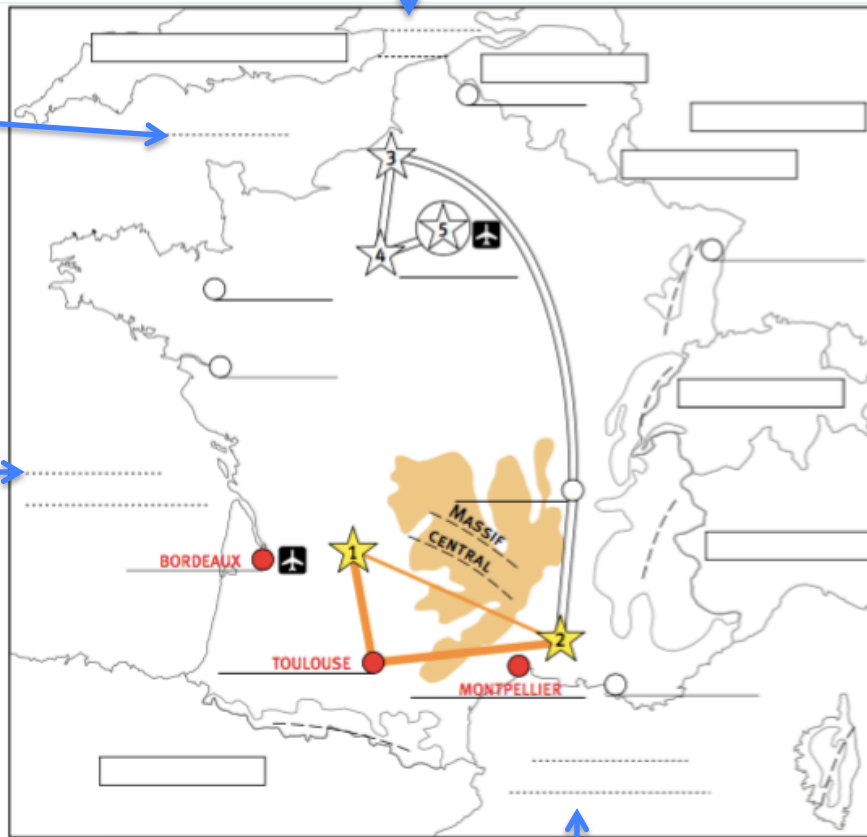 3
5
4
MASSIF
CENTRAL
1
BORDEAUX
2
TOULOUSE
MONTPELLIER